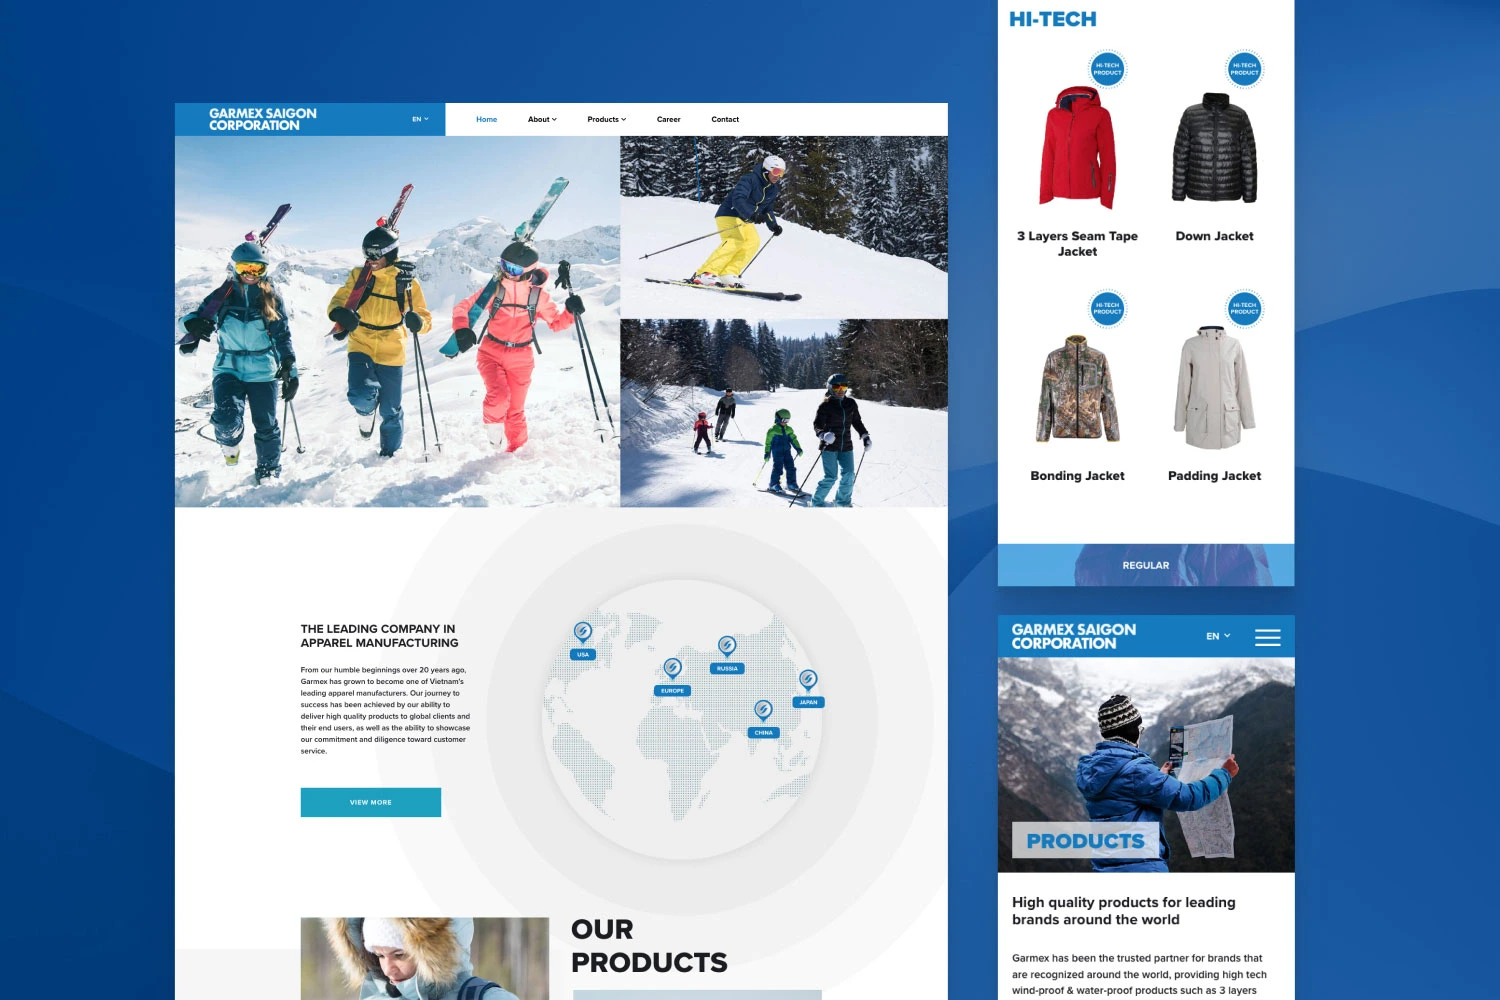 GARMEX SAIGON
CORPORATION
EN
Home
About
Products
Career
Contact
THE LEADING COMPANY IN
APPAREL MANUFACTURING
From our humble beginnings over 20 years ago,
Garmex has grown to become one of Vietnam's
leading apparel manufacturers. Our journey to
success has been achieved by our ability to
deliver high quality products to global clients and
their end users, as well as the ability to showcase
our commitment and diligence toward customer
service.
VIEW MORE
USA
EUROPE
RUSSIA
JAPAN
CHINA
OUR
PRODUCTS
HI-TECH
HI-TECH
PRODUCT
HI-TECH
PRODUCT
3 Layers Seam Tape
Jacket
Down Jacket
HI-TECH
PRODUCT
HI-TECH
PRODUCT
Bonding Jacket
Padding Jacket
REGULAR
GARMEX SAIGON
CORPORATION
EN
PRODUCTS
High quality products for leading
brands around the world
Garmex has been the trusted partner for brands that
are recognized around the world, providing high tech
wind-proof & water-proof products such as 3 layers